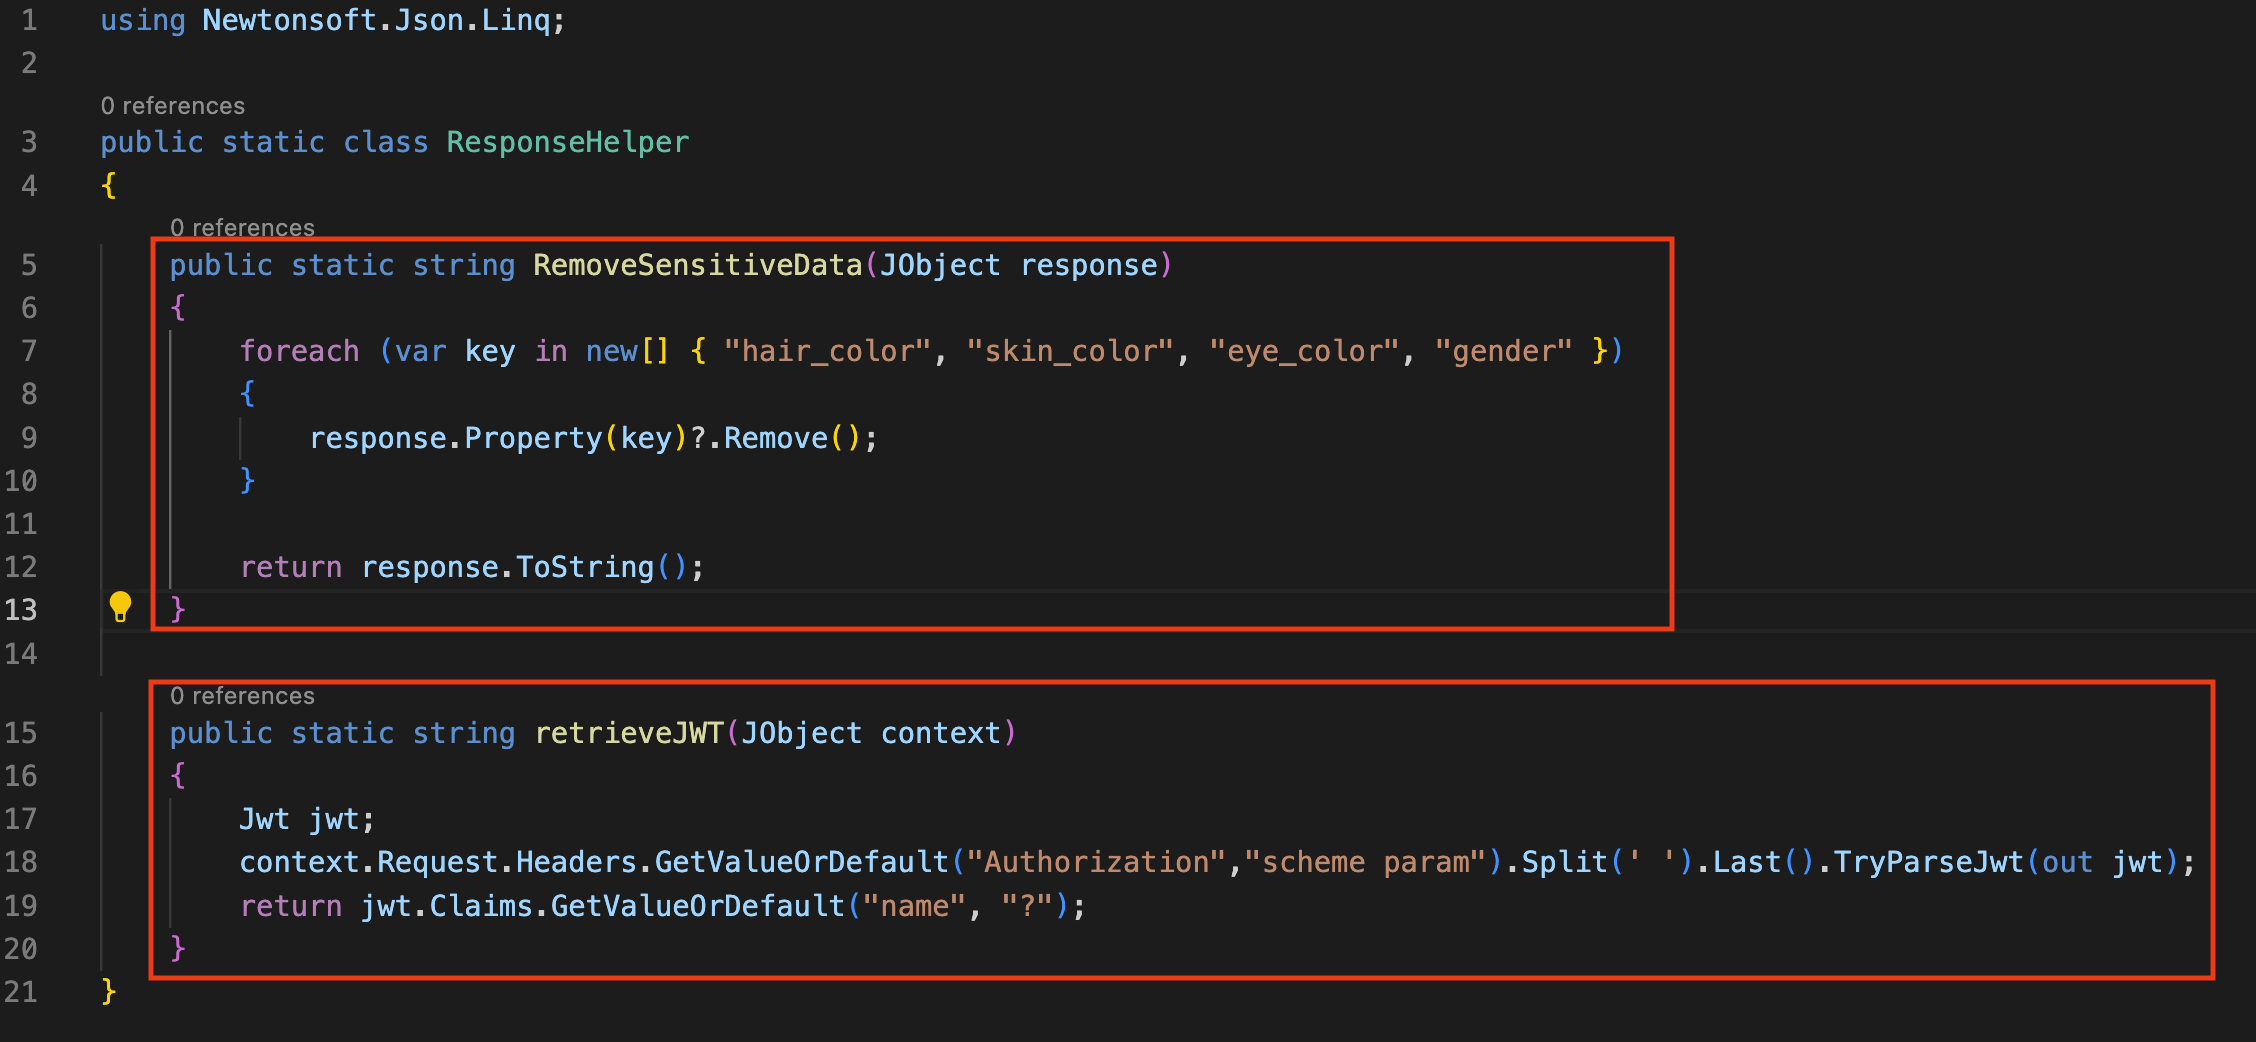 1 using Newtonsoft.Json.Linq;
2
0 references
3 public static class ResponseHelper
4 {
0 references
5 public static string RemoveSensitiveData(JObject response)
6 {
7 foreach (var key in new[] { "hair_color", "skin_color", "eye_color", "gender" })
8 {
9 response.Property(key)?.Remove();
10 }
11
12 return response.ToString();
13 }
14
0 references
15 public static string retrieveJWT(JObject context)
16 {
17 Jwt jwt;
18 context.Request.Headers.GetValueOrDefault("Authorization","scheme param").Split(' ').Last().TryParseJwt(out jwt);
19 return jwt.Claims.GetValueOrDefault("name", "?");
20 }
21 }